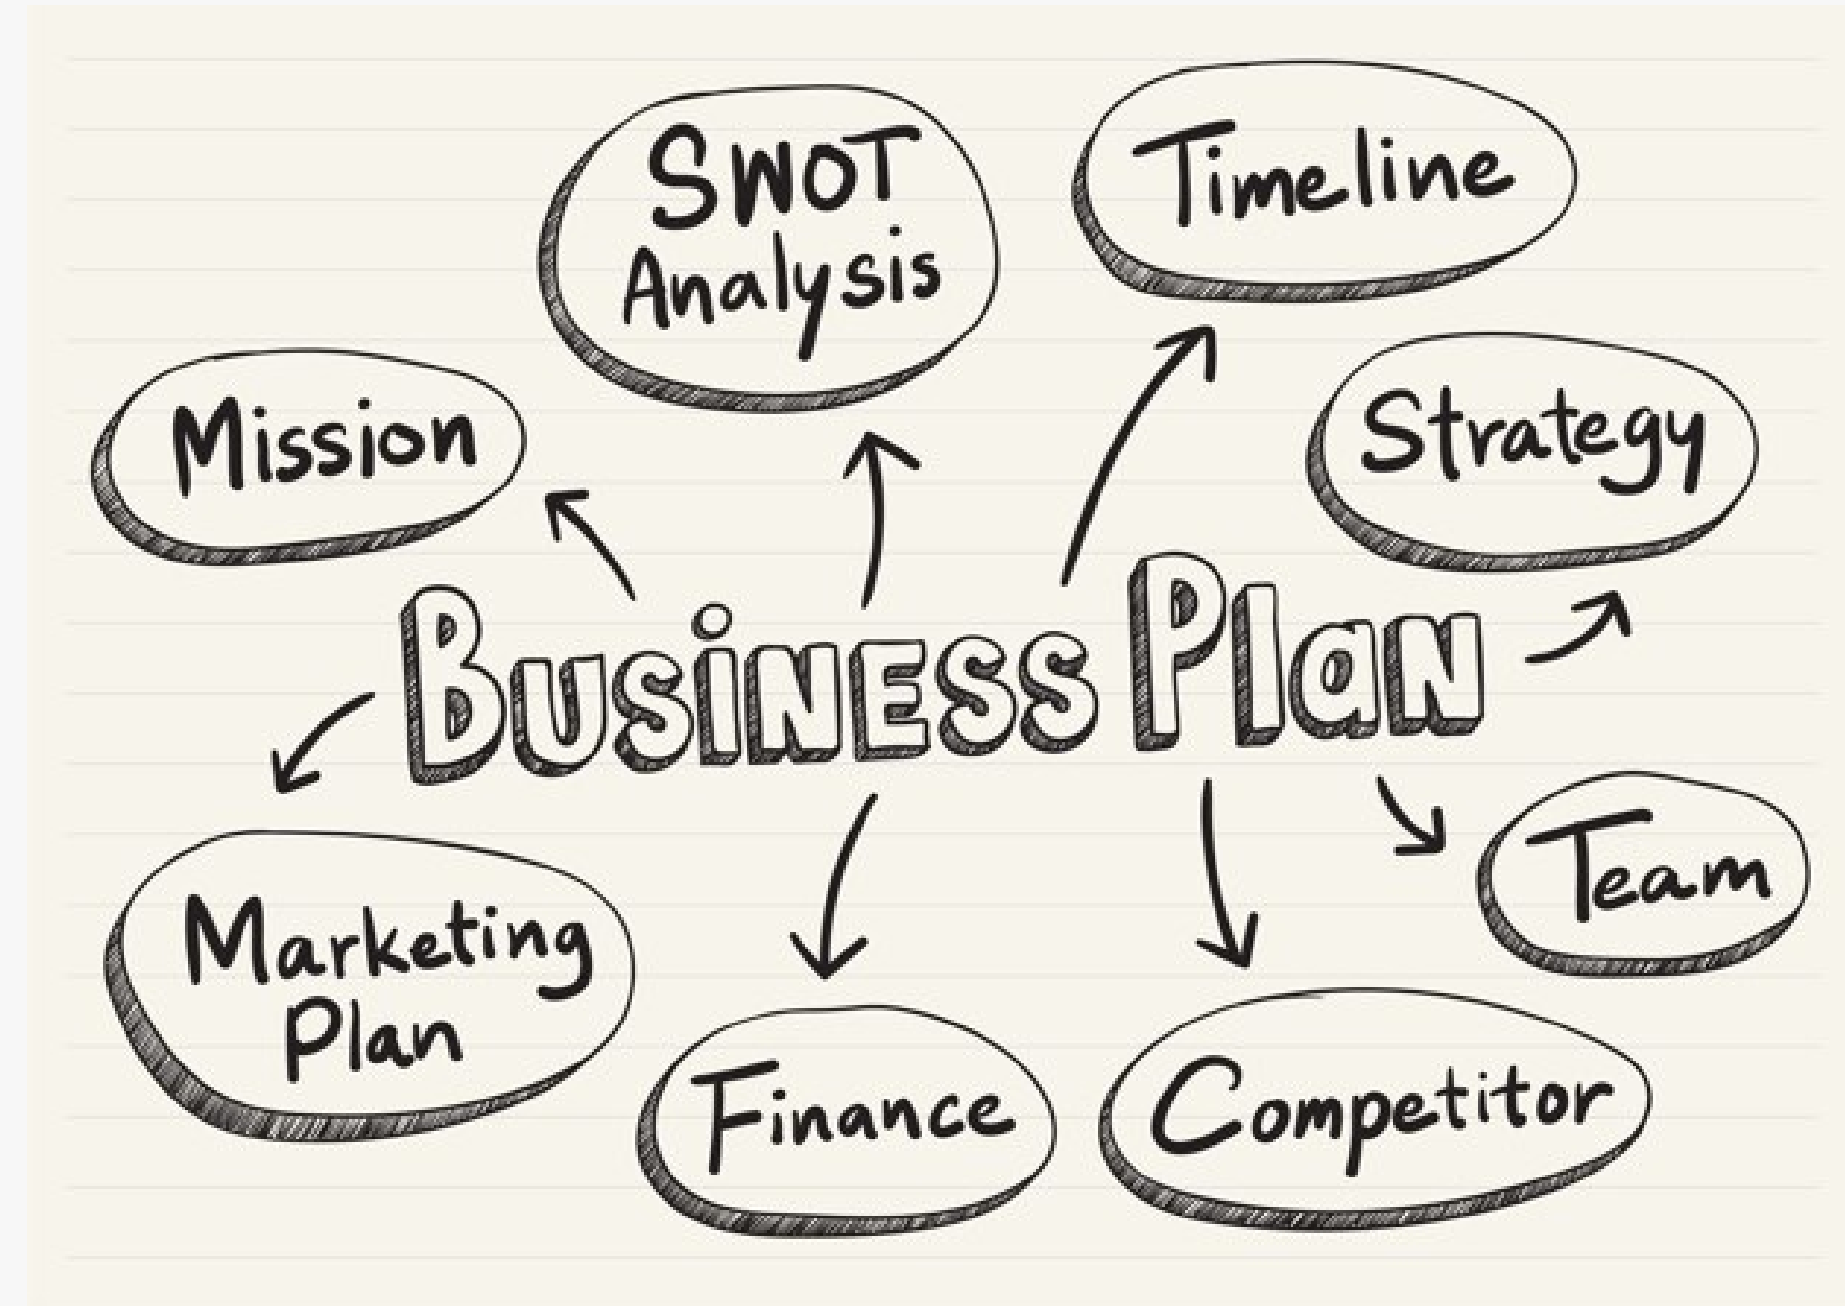 SWOT
Analysis
Timeline
Mission
Strategy
BUSiNESS PlaN
Marketing
Plan
Team
Finance
Competitor